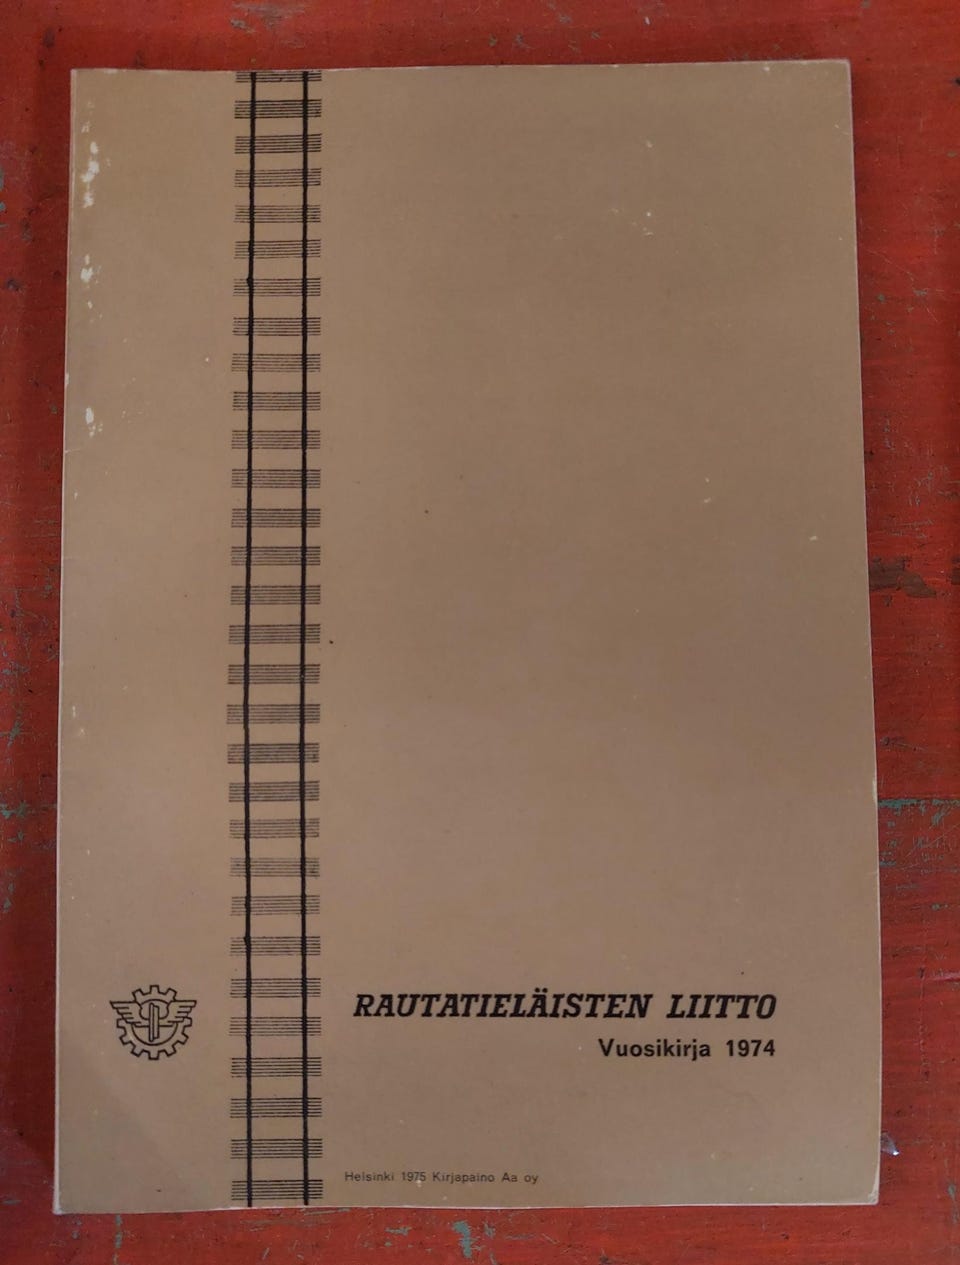 RAUTATIELÄISTEN LIITTO
Vuosikirja 1974
Helsinki 1975 Kirjapaino Aa oy